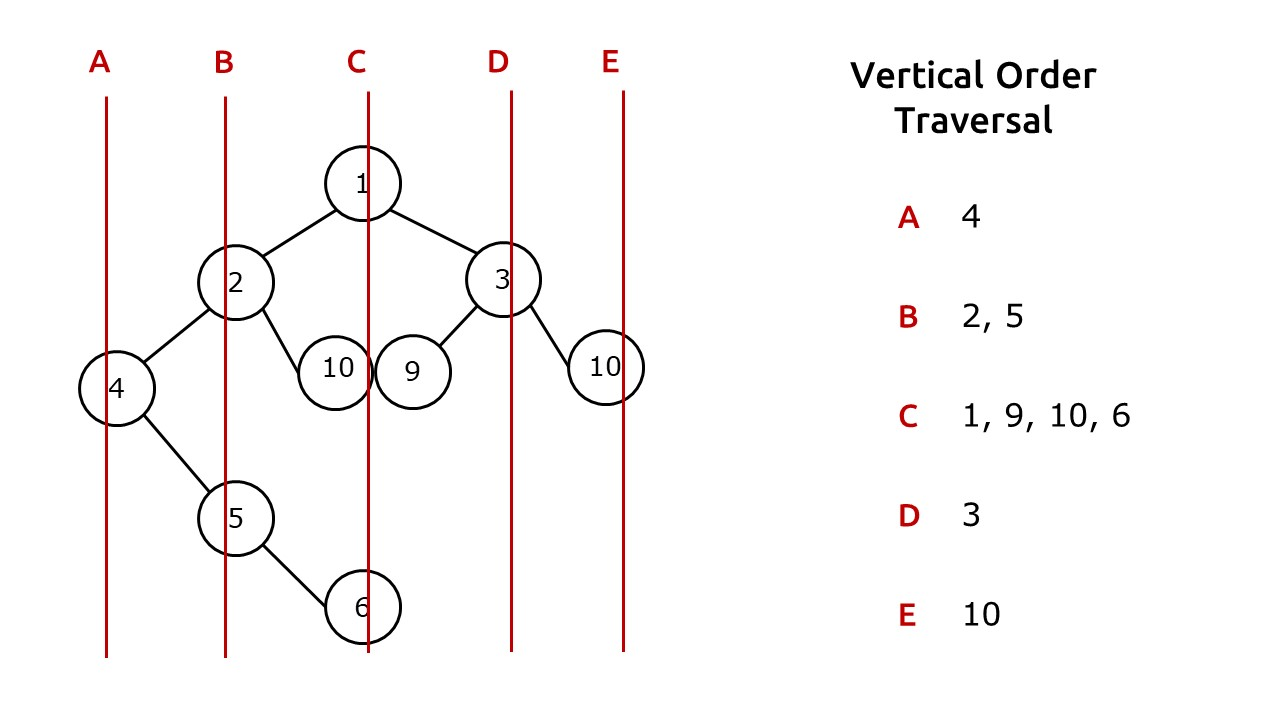 A B C D E
1
2 3
10 9 10
4
5
6
Vertical Order
Traversal
A 4
B 2, 5
C 1, 9, 10, 6
D 3
E 10